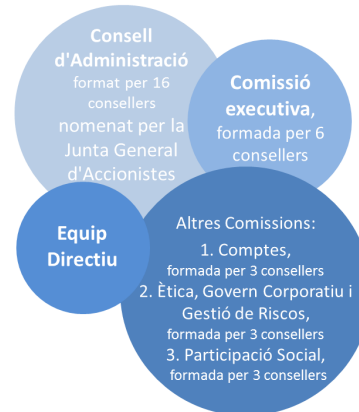 Consell
d'Administració
format per 16
consellers
nomenat per la
Junta General
d'Accionistes
Comissió
executiva,
formada per 6
consellers
Equip
Directiu
Altres Comissions:
1. Comptes,
formada per 3 consellers
2. Ètica, Govern Corporatiu i
Gestió de Riscos,
formada per 3 consellers
3. Participació Social,
formada per 3 consellers